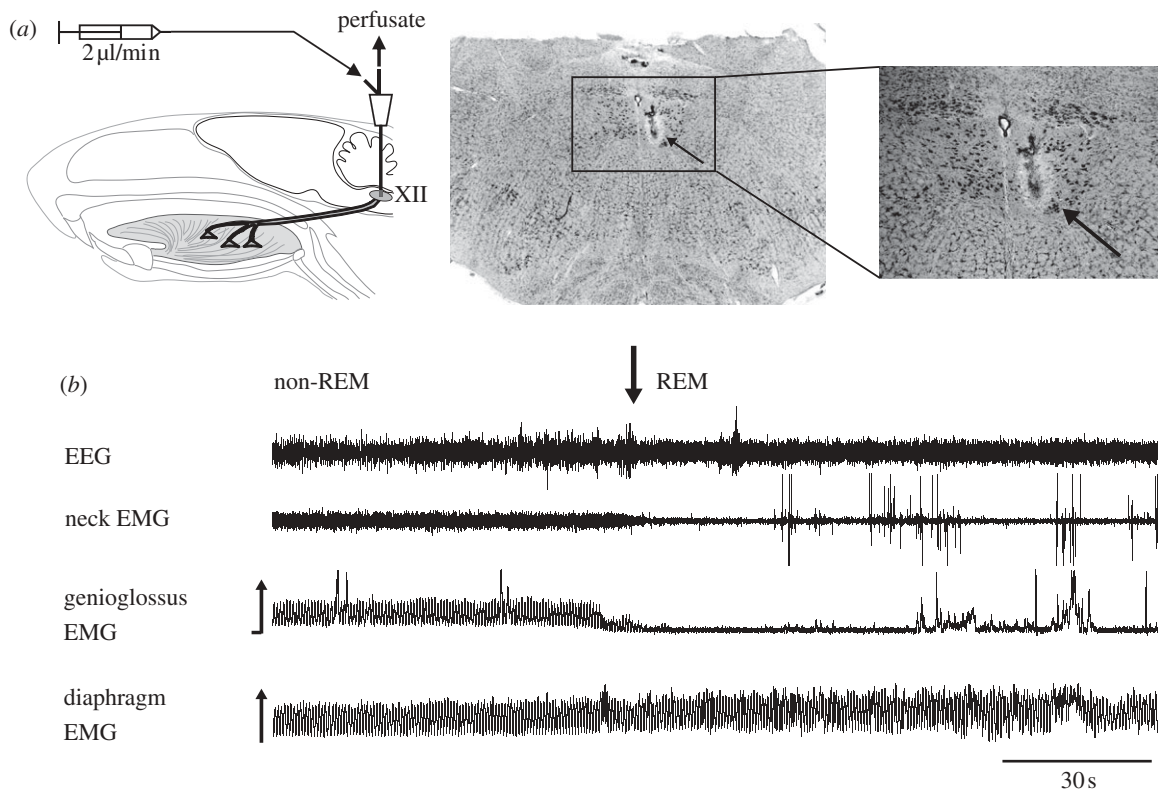 (a)
perfusate
2 μl/min
XII
(b)
non-REM
REM
EEG
neck EMG
genioglossus
EMG
diaphragm
EMG
30 s